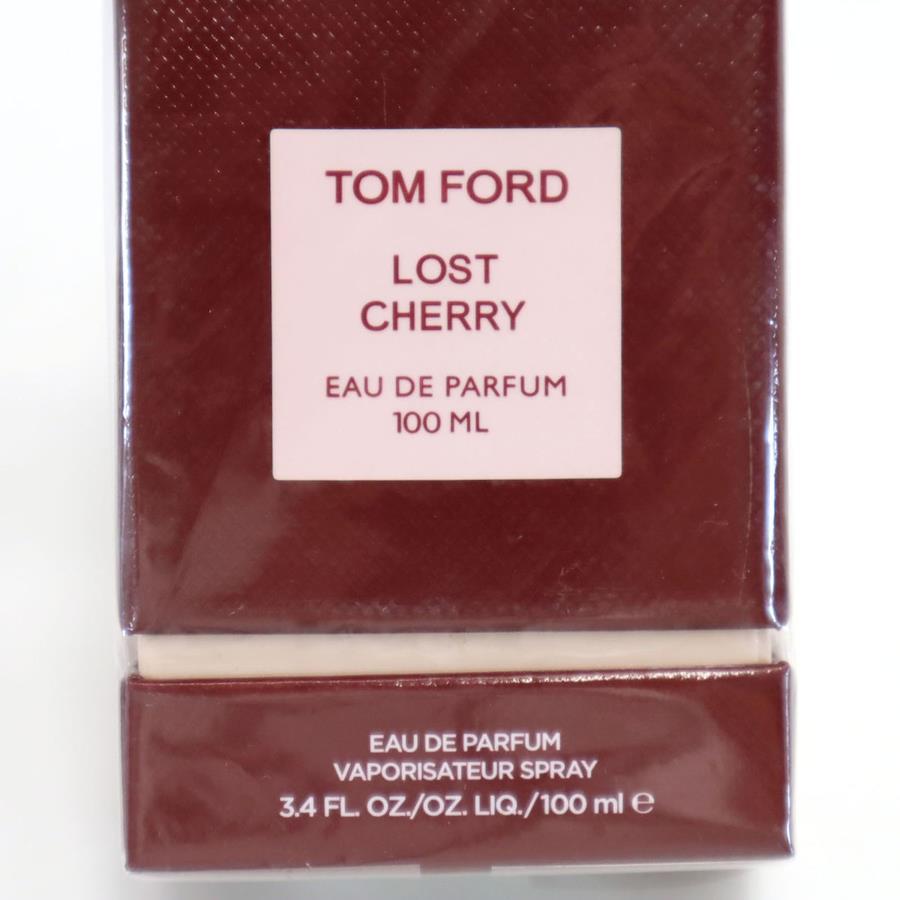 TOM FORD
LOST
CHERRY
EAU DE PARFUM
100 ML
EAU DE PARFUM
VAPORISATEUR SPRAY
3.4 FL. OZ./OZ. LIQ./100 ml ℮